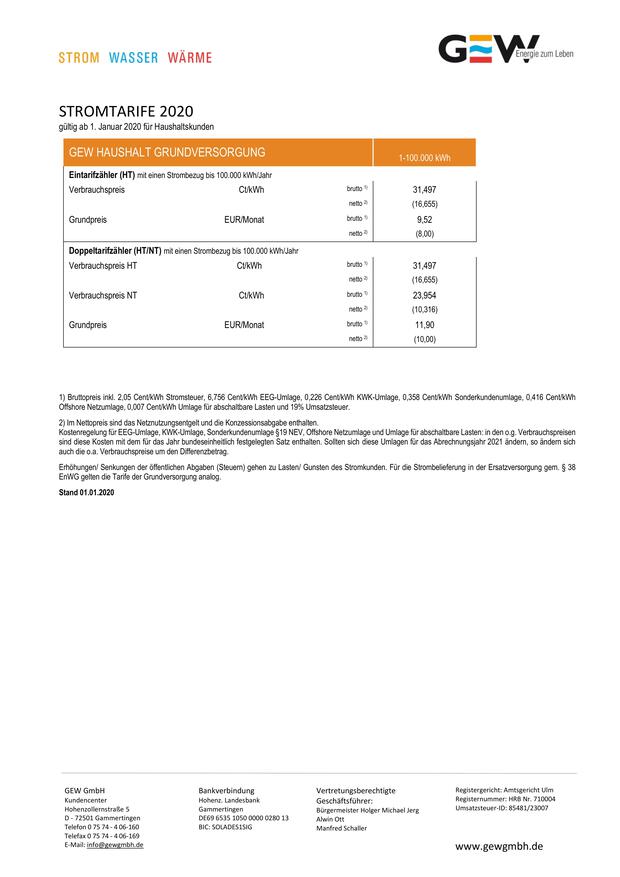 STROM WASSER WÄRME
GEW
Energie zum Leben
STROMTARIFE 2020
gültig ab 1. Januar 2020 für Haushaltskunden
GEW HAUSHALT GRUNDVERSORGUNG 1-100.000 kWh
Eintarifzähler (HT) mit einen Strombezug bis 100.000 kWh/Jahr
Verbrauchspreis Ct/kWh brutto 1) 31,497
netto 2) (16,655)
Grundpreis EUR/Monat brutto 1) 9,52
netto 2) (8,00)
Doppeltarifzähler (HT/NT) mit einen Strombezug bis 100.000 kWh/Jahr
Verbrauchspreis HT Ct/kWh brutto 1) 31,497
netto 2) (16,655)
Verbrauchspreis NT Ct/kWh brutto 1) 23,954
netto 2) (10,316)
Grundpreis EUR/Monat brutto 1) 11,90
netto 2) (10,00)
1) Bruttopreis inkl. 2,05 Cent/kWh Stromsteuer, 6,756 Cent/kWh EEG-Umlage, 0,226 Cent/kWh KWK-Umlage, 0,358 Cent/kWh Sonderkundenumlage, 0,416 Cent/kWh
Offshore Netzumlage, 0,007 Cent/kWh Umlage für abschaltbare Lasten und 19% Umsatzsteuer.
2) Im Nettopreis sind das Netznutzungsentgelt und die Konzessionsabgabe enthalten.
Kostenregelung für EEG-Umlage, KWK-Umlage, Sonderkundenumlage §19 NEV, Offshore Netzumlage und Umlage für abschaltbare Lasten: in den o.g. Verbrauchspreisen
sind diese Kosten mit dem für das Jahr bundeseinheitlich festgelegten Satz enthalten. Sollten sich diese Umlagen für das Abrechnungsjahr 2021 ändern, so ändern sich
auch die o.a. Verbrauchspreise um den Differenzbetrag.
Erhöhungen/ Senkungen der öffentlichen Abgaben (Steuern) gehen zu Lasten/ Gunsten des Stromkunden. Für die Strombelieferung in der Ersatzversorgung gem. § 38
EnWG gelten die Tarife der Grundversorgung analog.
Stand 01.01.2020
GEW GmbH
Kundencenter
Hohenzollernstraße 5
D - 72501 Gammertingen
Telefon 0 75 74 - 4 06-160
Telefax 0 75 74 - 4 06-169
E-Mail: info@gewgmbh.de
Bankverbindung
Hohenz. Landesbank
Gammertingen
DE69 6535 1050 0000 0280 13
BIC: SOLADES1SIG
Vertretungsberechtigte
Geschäftsführer:
Bürgermeister Holger Michael Jerg
Alwin Ott
Manfred Schaller
Registergericht: Amtsgericht Ulm
Registernummer: HRB Nr. 710004
Umsatzsteuer-ID: 85481/23007
www.gewgmbh.de